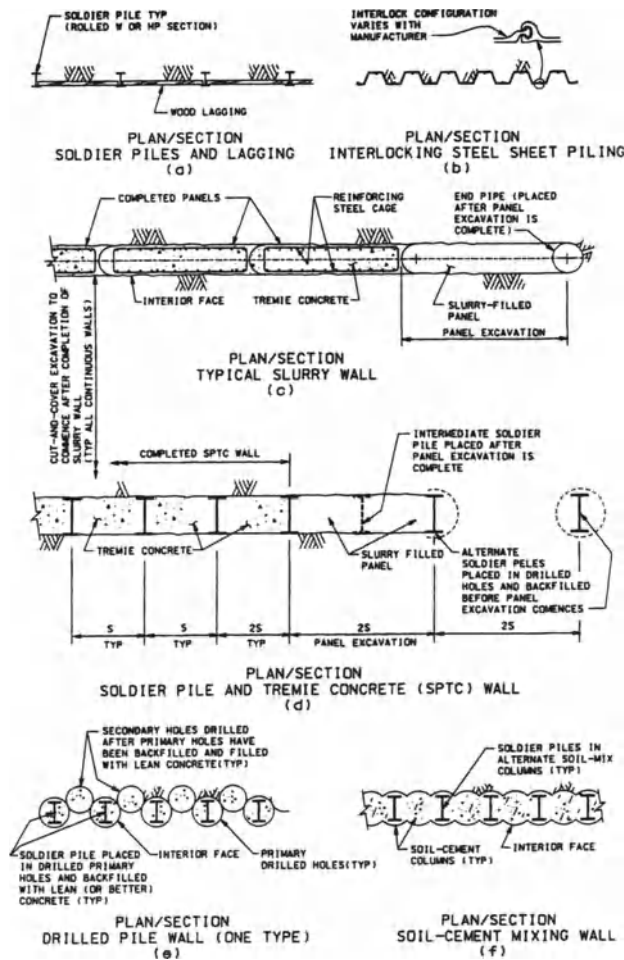 SOLDIER PILE TYP
(ROLLED W OR HP SECTION)
WOOD LAGGING
PLAN/SECTION
SOLDIER PILES AND LAGGING
(a)
INTERLOCK CONFIGURATION
VARIES WITH
MANUFACTURER
PLAN/SECTION
INTERLOCKING STEEL SHEET PILING
(b)
COMPLETED PANELS
REINFORCING
STEEL CAGE
END PIPE (PLACED
AFTER PANEL
EXCAVATION IS
COMPLETE)
INTERIOR FACE
TREMIE CONCRETE
SLURRY-FILLED
PANEL
PANEL EXCAVATION
PLAN/SECTION
TYPICAL SLURRY WALL
(c)
CUT-AND-COVER EXCAVATION TO
COMMENCE AFTER COMPLETION OF
SLURRY WALL
(TYP ALL CONTINUOUS WALLS)
COMPLETED SPTC WALL
INTERMEDIATE SOLDIER
PILE PLACED AFTER
PANEL EXCAVATION IS
COMPLETE
TREMIE CONCRETE
SLURRY FILLED
PANEL
ALTERNATE
SOLDIER PELES
PLACED IN DRILLED
HOLES AND BACKFILLED
BEFORE PANEL
EXCAVATION COMENCES
S
TYP
S
TYP
2S
TYP
2S
PANEL EXCAVATION
2S
PLAN/SECTION
SOLDIER PILE AND TREMIE CONCRETE (SPTC) WALL
(d)
SECONDARY HOLES DRILLED
AFTER PRIMARY HOLES HAVE
BEEN BACKFILLED AND FILLED
WITH LEAN CONCRETE(TYP)
SOLDIER PILE PLACED
IN DRILLED PRIMARY
HOLES AND BACKFILLED
WITH LEAN (OR BETTER)
CONCRETE (TYP)
INTERIOR FACE
PRIMARY
DRILLED HOLES(TYP)
PLAN/SECTION
DRILLED PILE WALL (ONE TYPE)
(e)
SOLDIER PILES IN
ALTERNATE SOIL-MIX
COLUMNS (TYP)
SOIL-CEMENT
COLUMNS (TYP)
INTERIOR FACE
PLAN/SECTION
SOIL-CEMENT MIXING WALL
(f)